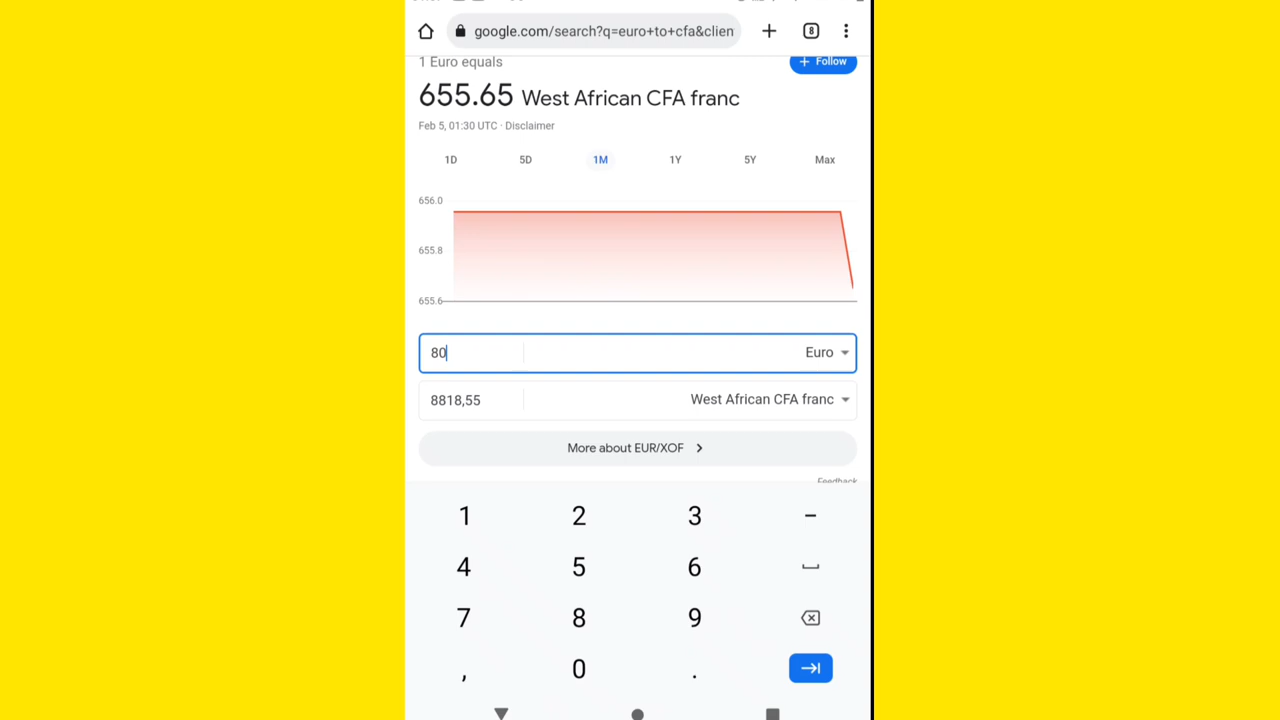 google.com/search?q=euro+to+cfa&clien
8
1 Euro equals
+ Follow
655.65 West African CFA franc
Feb 5, 01:30 UTC · Disclaimer
1D 5D 1M 1Y 5Y Max
656.0
655.8
655.6
80 Euro
8818,55 West African CFA franc
More about EUR/XOF
Feedback
1 2 3 –
4 5 6
7 8 9
, 0 .